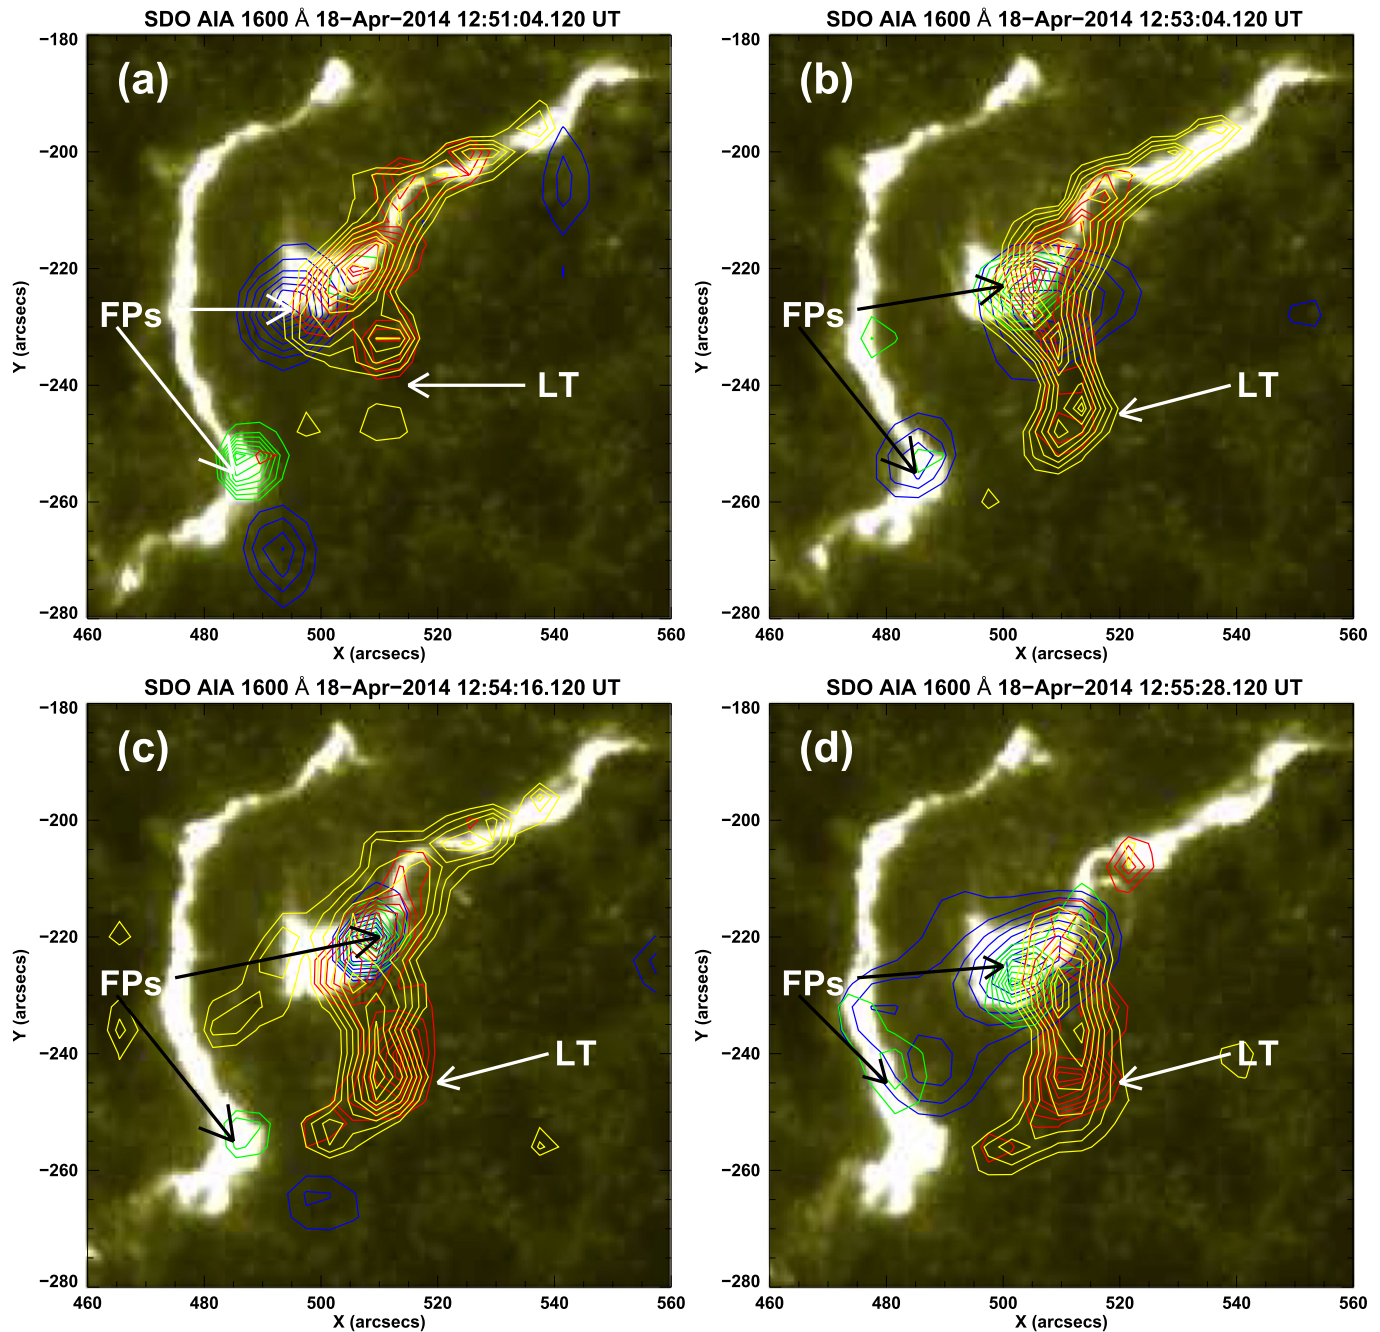 SDO AIA 1600 Å 18−Apr−2014 12:51:04.120 UT
(a)
FPs
LT
−180
−200
−220
−240
−260
−280
Y (arcsecs)
460 480 500 520 540 560
X (arcsecs)
SDO AIA 1600 Å 18−Apr−2014 12:53:04.120 UT
(b)
FPs
LT
−180
−200
−220
−240
−260
−280
Y (arcsecs)
460 480 500 520 540 560
X (arcsecs)
SDO AIA 1600 Å 18−Apr−2014 12:54:16.120 UT
(c)
FPs
LT
−180
−200
−220
−240
−260
−280
Y (arcsecs)
460 480 500 520 540 560
X (arcsecs)
SDO AIA 1600 Å 18−Apr−2014 12:55:28.120 UT
(d)
FPs
LT
−180
−200
−220
−240
−260
−280
Y (arcsecs)
460 480 500 520 540 560
X (arcsecs)